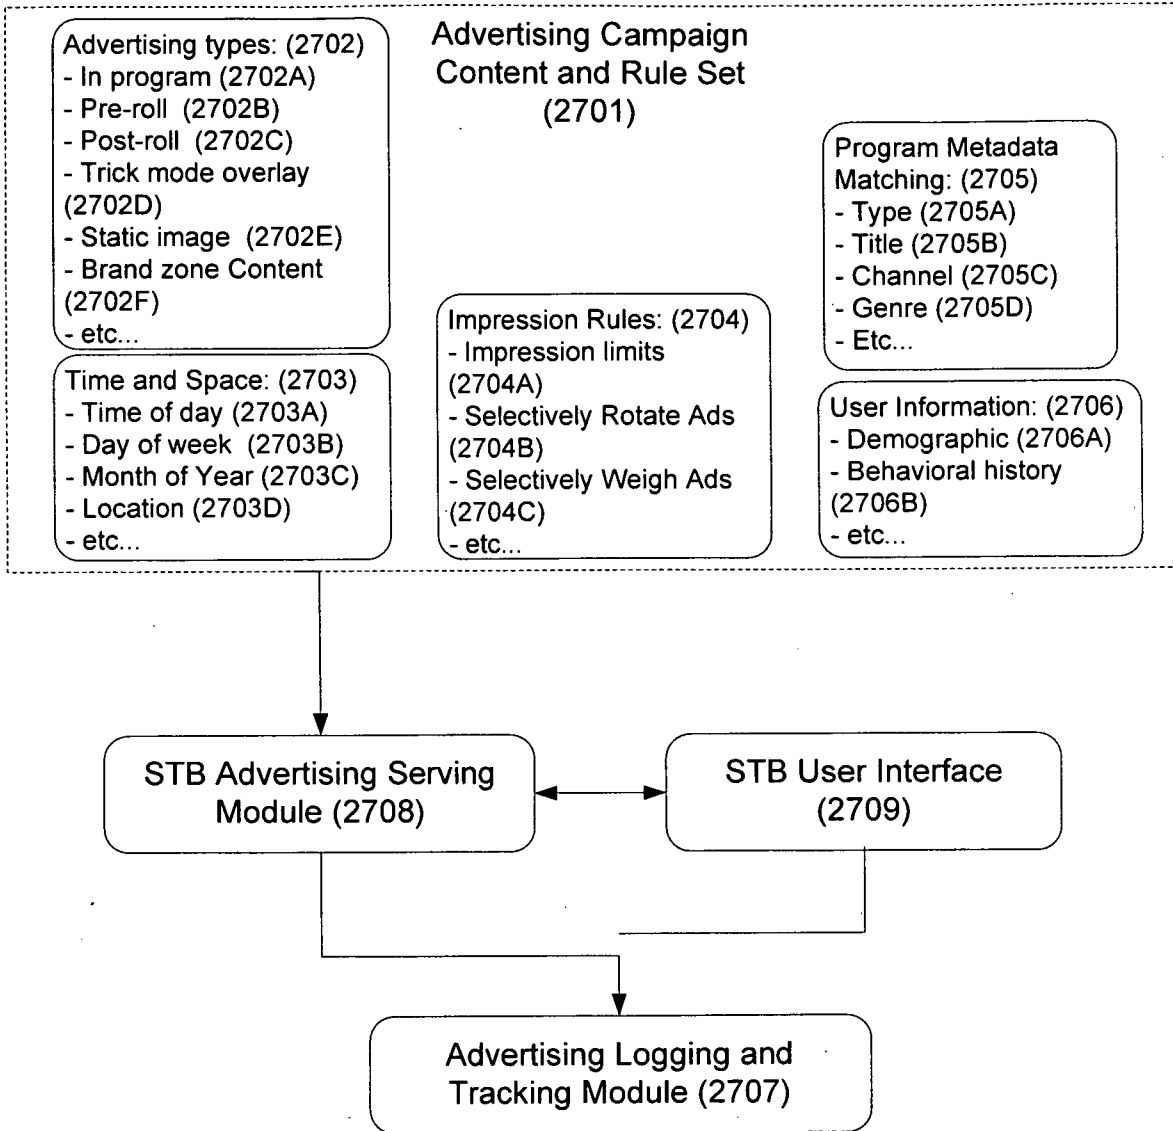 Advertising Campaign
Content and Rule Set
(2701)
Advertising types: (2702)
- In program (2702A)
- Pre-roll (2702B)
- Post-roll (2702C)
- Trick mode overlay
(2702D)
- Static image (2702E)
- Brand zone Content
(2702F)
- etc...
Time and Space: (2703)
- Time of day (2703A)
- Day of week (2703B)
- Month of Year (2703C)
- Location (2703D)
- etc...
Impression Rules: (2704)
- Impression limits
(2704A)
- Selectively Rotate Ads
(2704B)
- Selectively Weigh Ads
(2704C)
- etc...
Program Metadata
Matching: (2705)
- Type (2705A)
- Title (2705B)
- Channel (2705C)
- Genre (2705D)
- Etc...
User Information: (2706)
- Demographic (2706A)
- Behavioral history
(2706B)
- etc...
STB Advertising Serving
Module (2708)
STB User Interface
(2709)
Advertising Logging and
Tracking Module (2707)